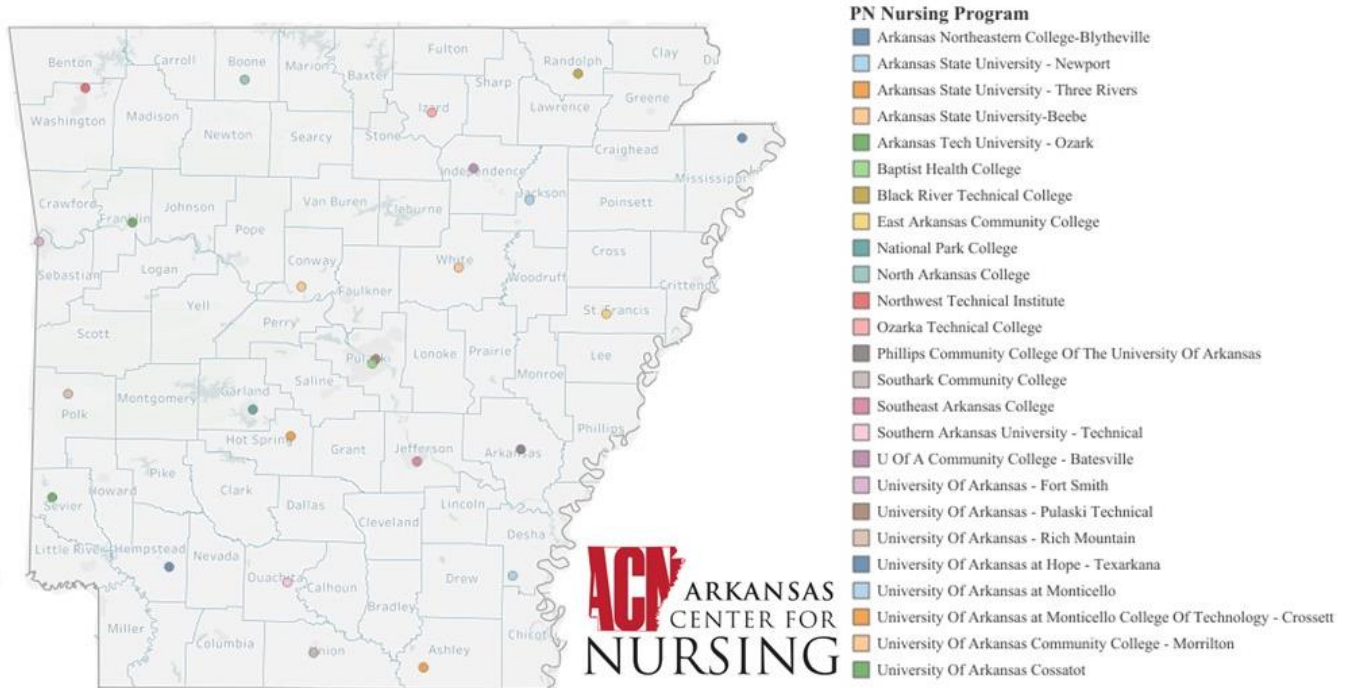 Benton
Carroll
Boone
Marion
Baxter
Fulton
Sharp
Randolph
Clay
Du
Izard
Lawrence
Greene
Washington
Madison
Newton
Searcy
Stone
Independence
Craighead
Mississippi
Crawford
Franklin
Johnson
Pope
Van Buren
Cleburne
Jackson
Poinsett
Sebastian
Logan
Conway
Faulkner
White
Woodruff
Cross
Crittend
Scott
Yell
Perry
Pulaski
Lonoke
Prairie
St. Francis
Lee
Monroe
Polk
Montgomery
Garland
Saline
Hot Spring
Grant
Jefferson
Arkansas
Phillips
Sevier
Howard
Pike
Clark
Dallas
Cleveland
Lincoln
Desha
Little River
Hempstead
Nevada
Ouachita
Calhoun
Drew
Bradley
Miller
Columbia
Union
Ashley
Chicot
ACN
ARKANSAS
CENTER FOR
NURSING
PN Nursing Program
Arkansas Northeastern College-Blytheville
Arkansas State University - Newport
Arkansas State University - Three Rivers
Arkansas State University-Beebe
Arkansas Tech University - Ozark
Baptist Health College
Black River Technical College
East Arkansas Community College
National Park College
North Arkansas College
Northwest Technical Institute
Ozarka Technical College
Phillips Community College Of The University Of Arkansas
Southark Community College
Southeast Arkansas College
Southern Arkansas University - Technical
U Of A Community College - Batesville
University Of Arkansas - Fort Smith
University Of Arkansas - Pulaski Technical
University Of Arkansas - Rich Mountain
University Of Arkansas at Hope - Texarkana
University Of Arkansas at Monticello
University Of Arkansas at Monticello College Of Technology - Crossett
University Of Arkansas Community College - Morrilton
University Of Arkansas Cossatot